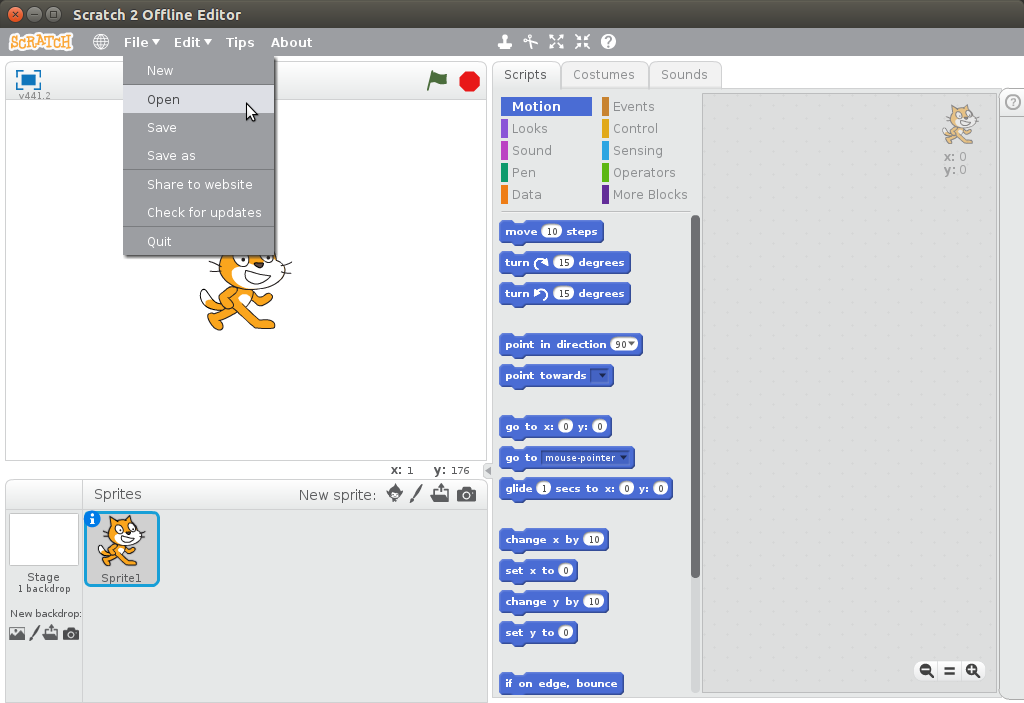 Scratch 2 Offline Editor
SCRATCH File Edit Tips About
New
Open
Save
Save as
Share to website
Check for updates
Quit
v441.2
x: 1 y: 176
Sprites New sprite:
Stage
1 backdrop
New backdrop:
Sprite1
Scripts Costumes Sounds
Motion Events
Looks Control
Sound Sensing
Pen Operators
Data More Blocks
move 10 steps
turn 15 degrees
turn 15 degrees
point in direction 90
point towards
go to x: 0 y: 0
go to mouse-pointer
glide 1 secs to x: 0 y: 0
change x by 10
set x to 0
change y by 10
set y to 0
if on edge, bounce
x: 0
y: 0